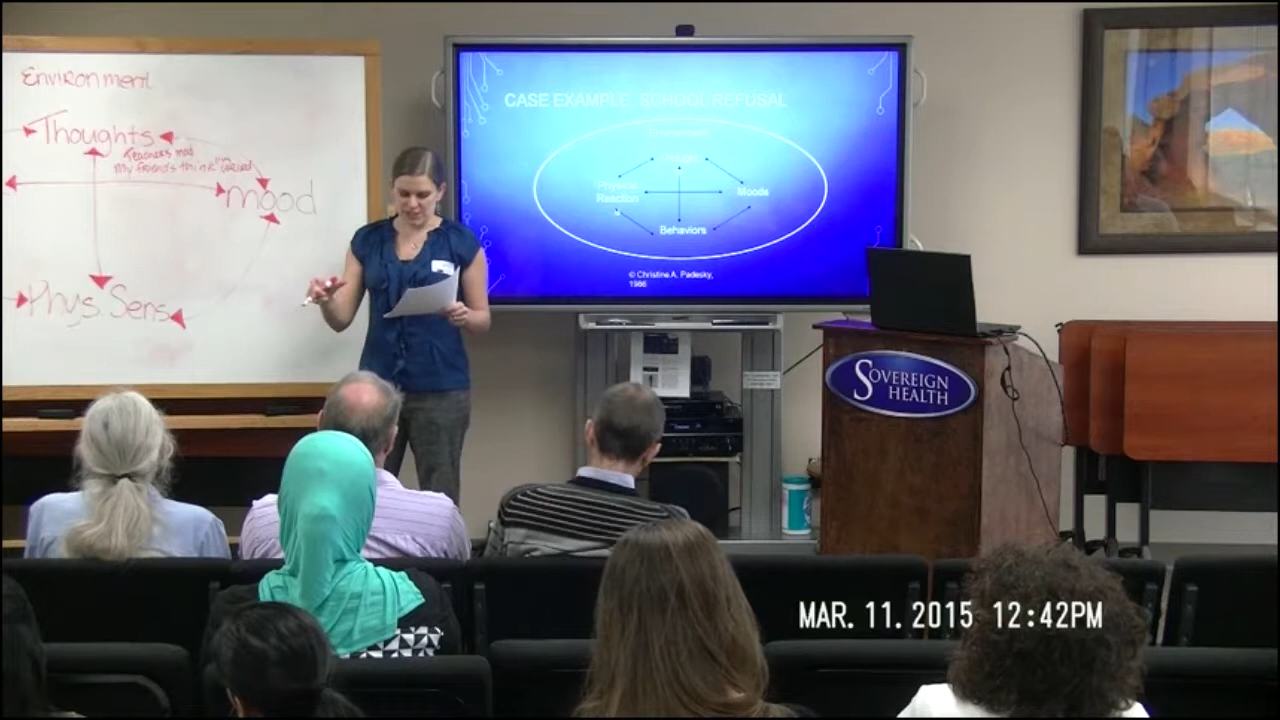 Environment
Thoughts
Teachers mad
my friends think "weird"
mood
Phys. Sens
CASE EXAMPLE: SCHOOL REFUSAL
Environment
Thoughts
Physical
Reaction
Moods
Behaviors
© Christine A. Padesky,
1986
SOVEREIGN
HEALTH
MAR. 11. 2015 12:42PM